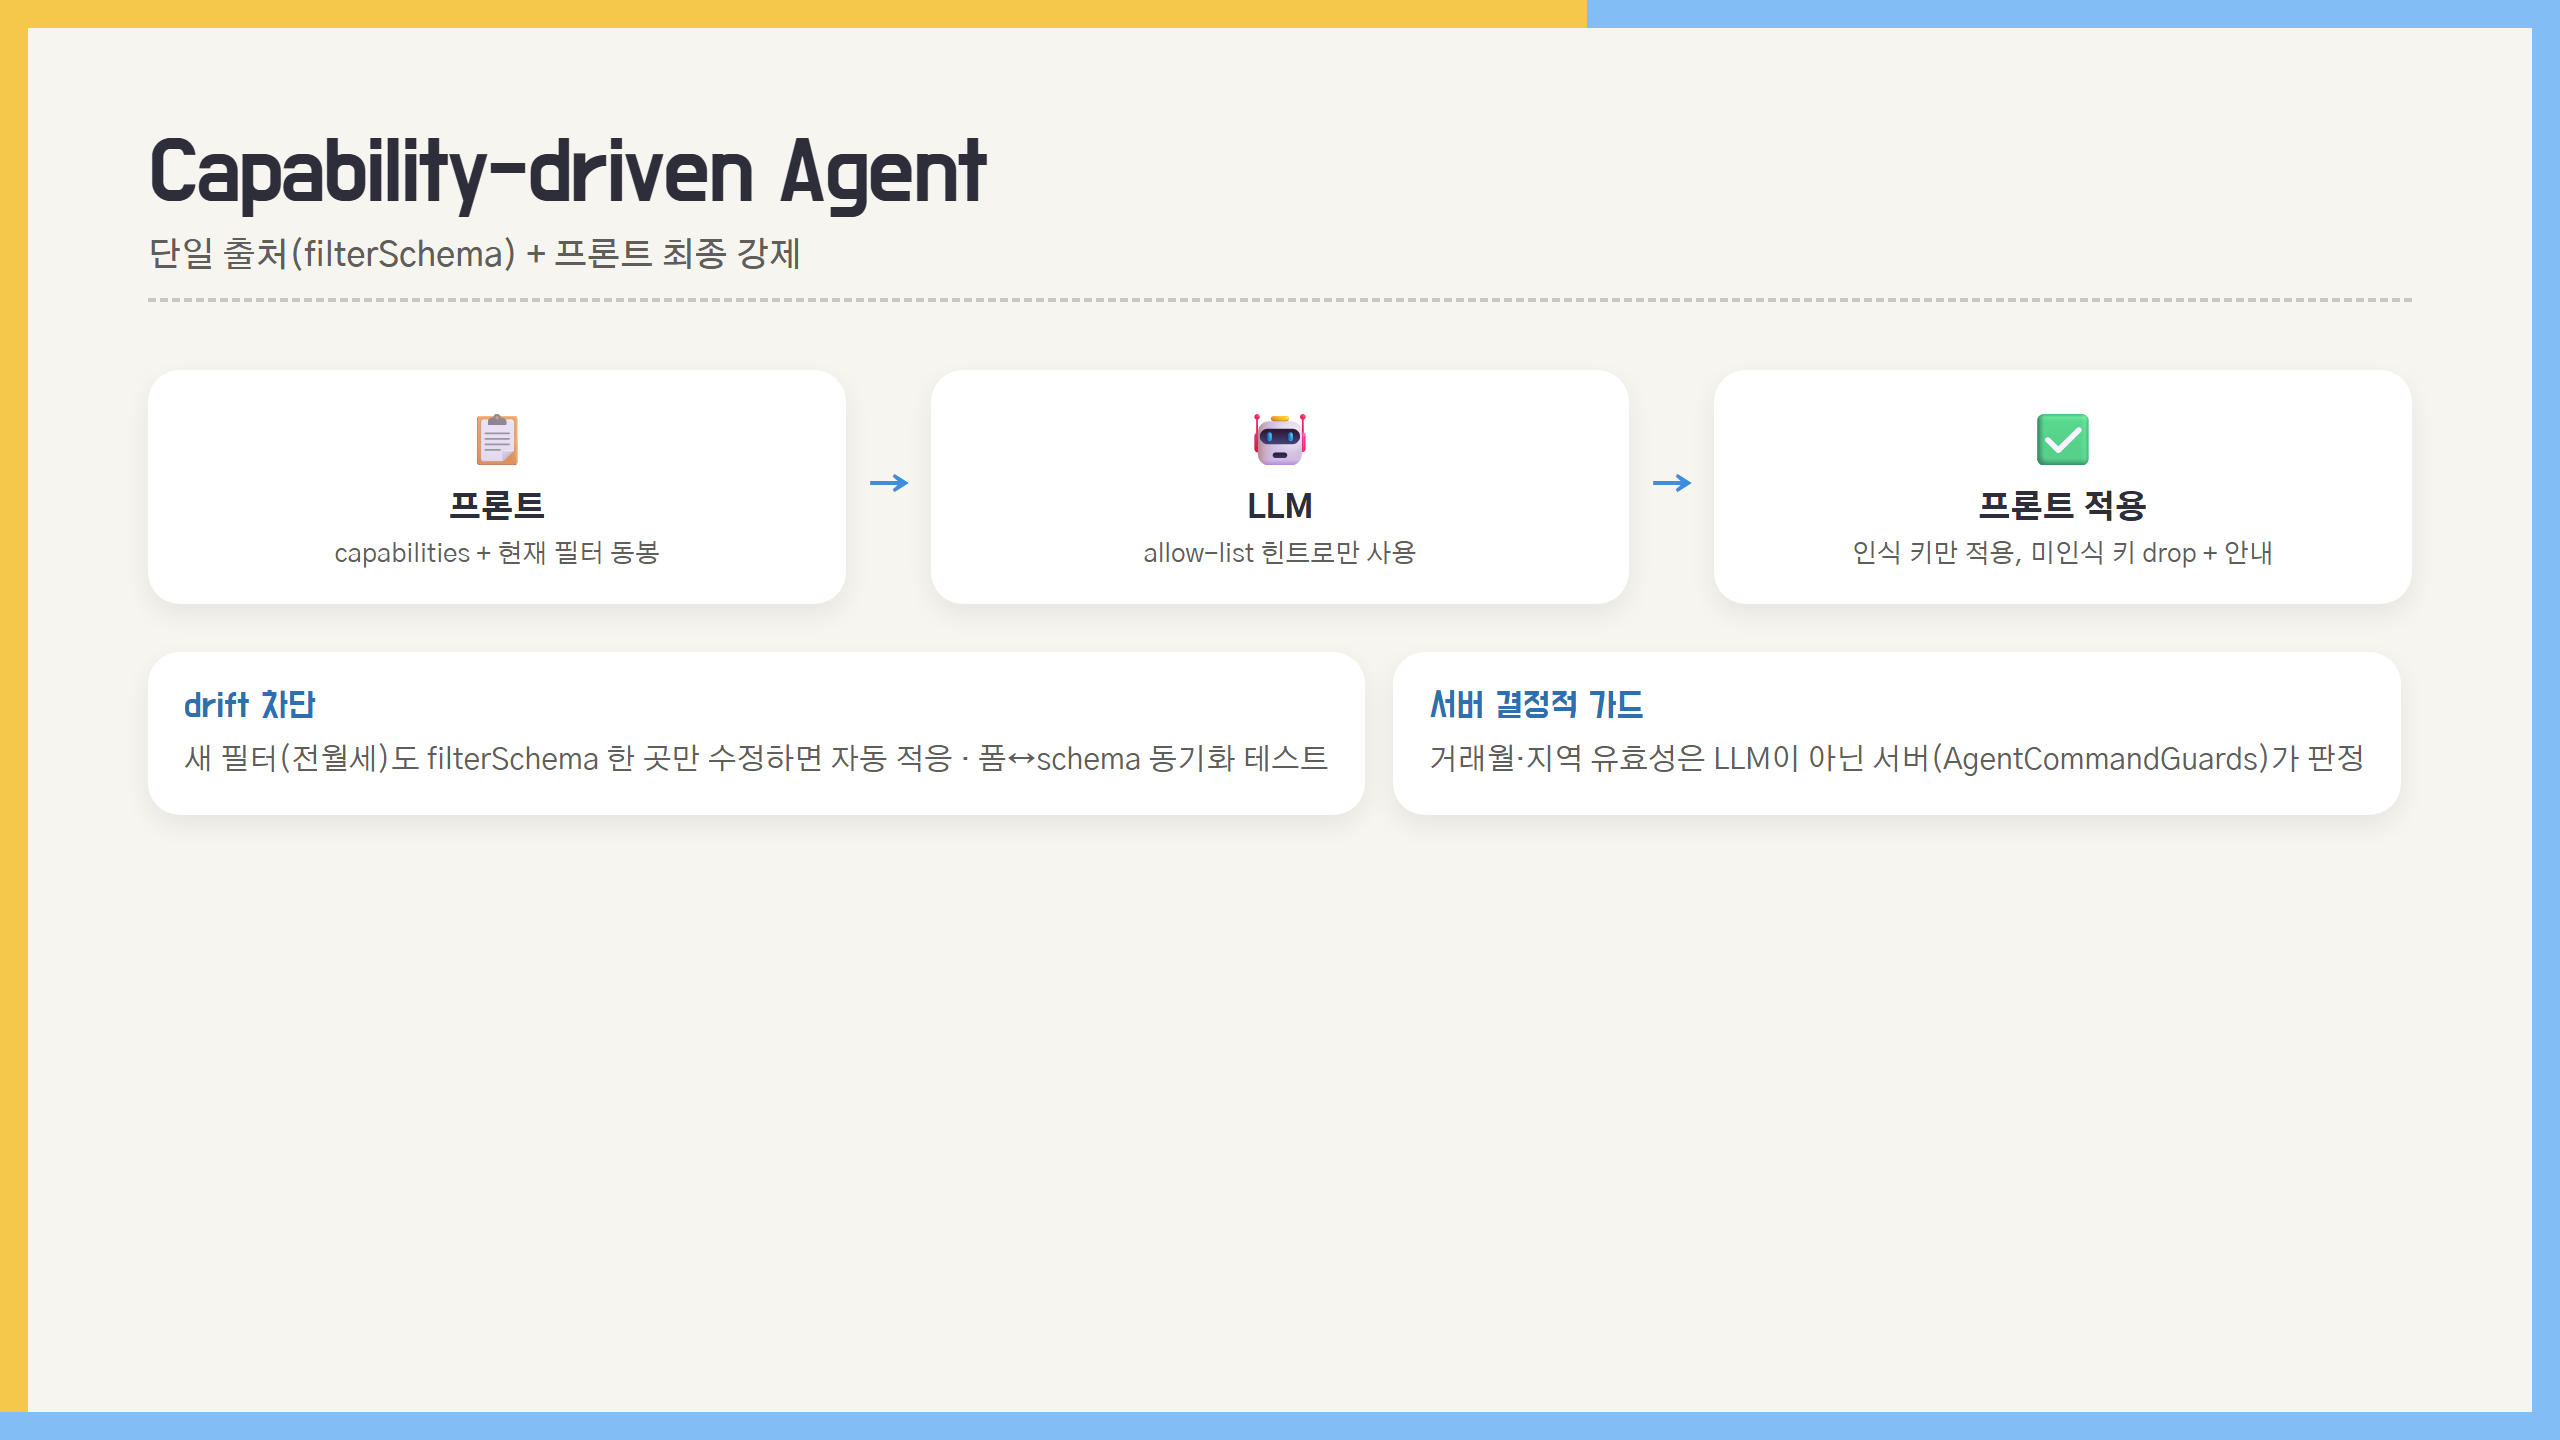 Capability-driven Agent
단일 출처(filterSchema) + 프론트 최종 강제
프론트
capabilities + 현재 필터 동봉
→
LLM
allow-list 힌트로만 사용
→
프론트 적용
인식 키만 적용, 미인식 키 drop + 안내
drift 차단
새 필터(전월세)도 filterSchema 한 곳만 수정하면 자동 적응 · 폼↔schema 동기화 테스트
서버 결정적 가드
거래월·지역 유효성은 LLM이 아닌 서버(AgentCommandGuards)가 판정